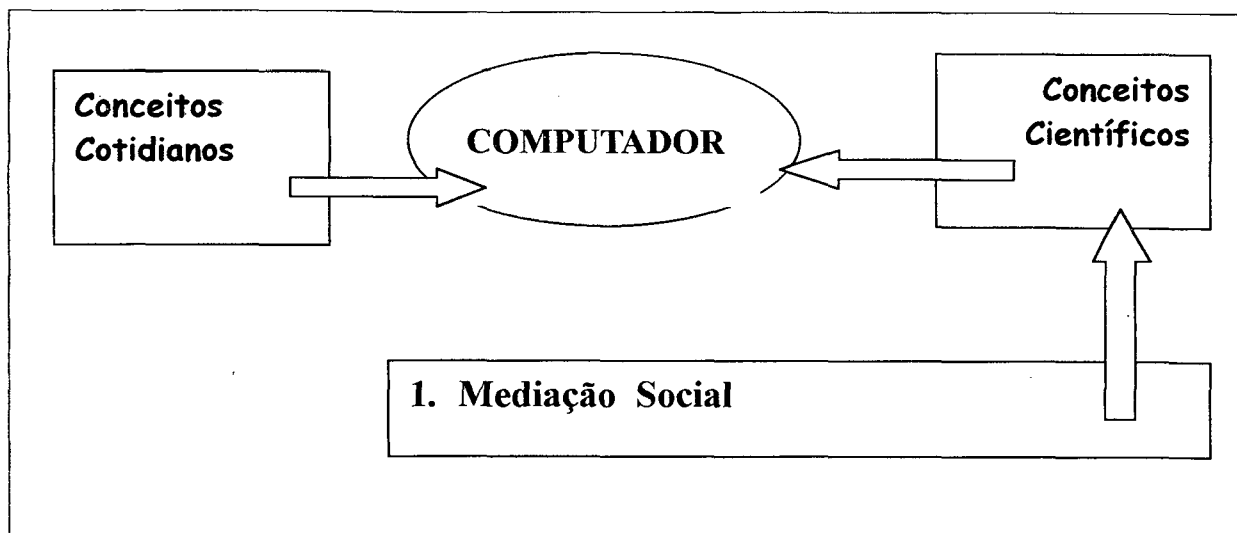 Conceitos
Cotidianos
COMPUTADOR
Conceitos
Científicos
1. Mediação Social